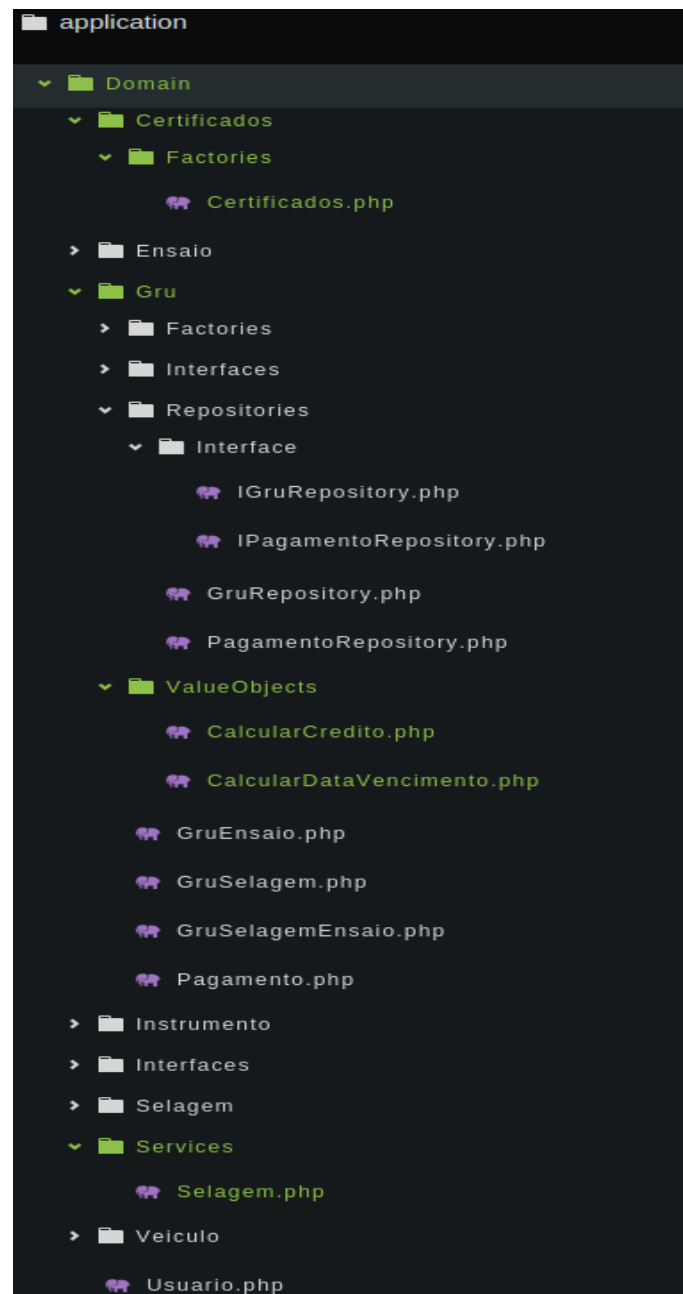 application
Domain
Certificados
Factories
Certificados.php
Ensaio
Gru
Factories
Interfaces
Repositories
Interface
IGruRepository.php
IPagamentoRepository.php
GruRepository.php
PagamentoRepository.php
ValueObjects
CalcularCredito.php
CalcularDataVencimento.php
GruEnsaio.php
GruSelagem.php
GruSelagemEnsaio.php
Pagamento.php
Instrumento
Interfaces
Selagem
Services
Selagem.php
Veiculo
Usuario.php